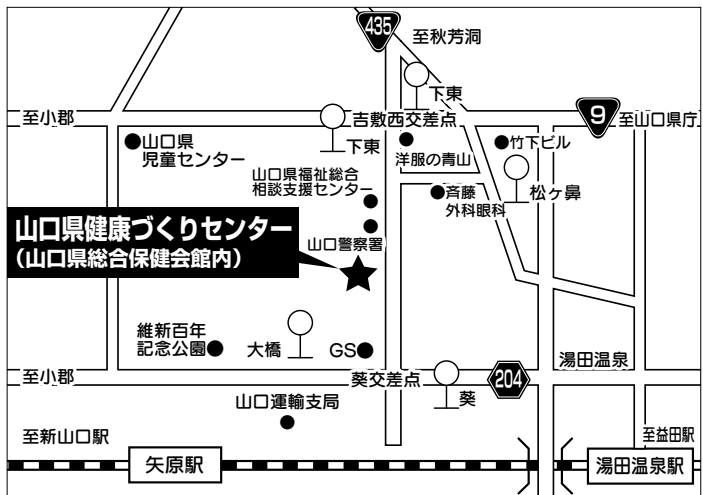 435
至秋芳洞
下東
至小郡
吉敷西交差点
9
至山口県庁
山口県
児童センター
下東
洋服の青山
竹下ビル
山口県福祉総合
相談支援センター
斉藤
外科眼科
松ヶ鼻
山口県健康づくりセンター
(山口県総合保健会館内)
山口警察署
維新百年
記念公園
大橋
GS
湯田温泉
至小郡
葵交差点
204
葵
山口運輸支局
至新山口駅
至益田駅
矢原駅
湯田温泉駅